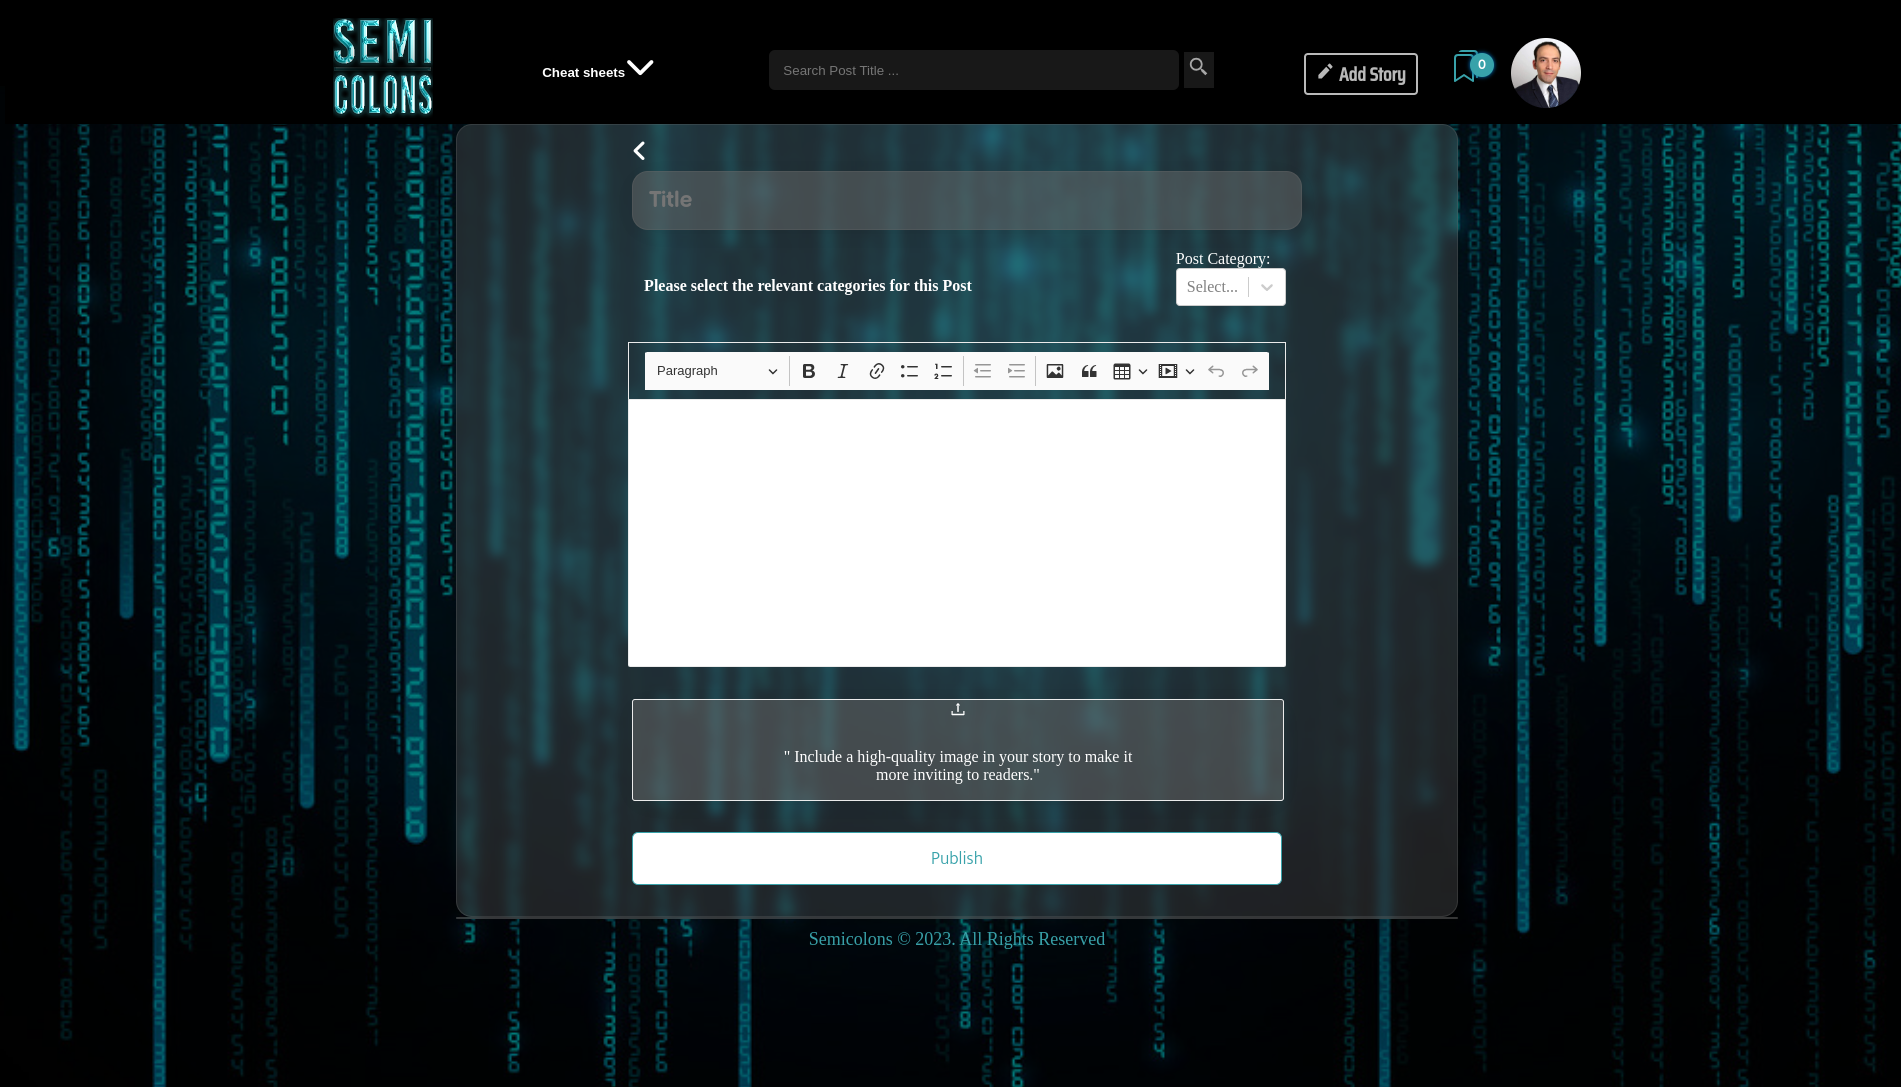 SEMI
COLONS
Cheat sheets
Search Post Title ...
Add Story
0
Title
Post Category:
Please select the relevant categories for this Post
Select...
Paragraph
" Include a high-quality image in your story to make it
more inviting to readers."
Publish
Semicolons © 2023. All Rights Reserved